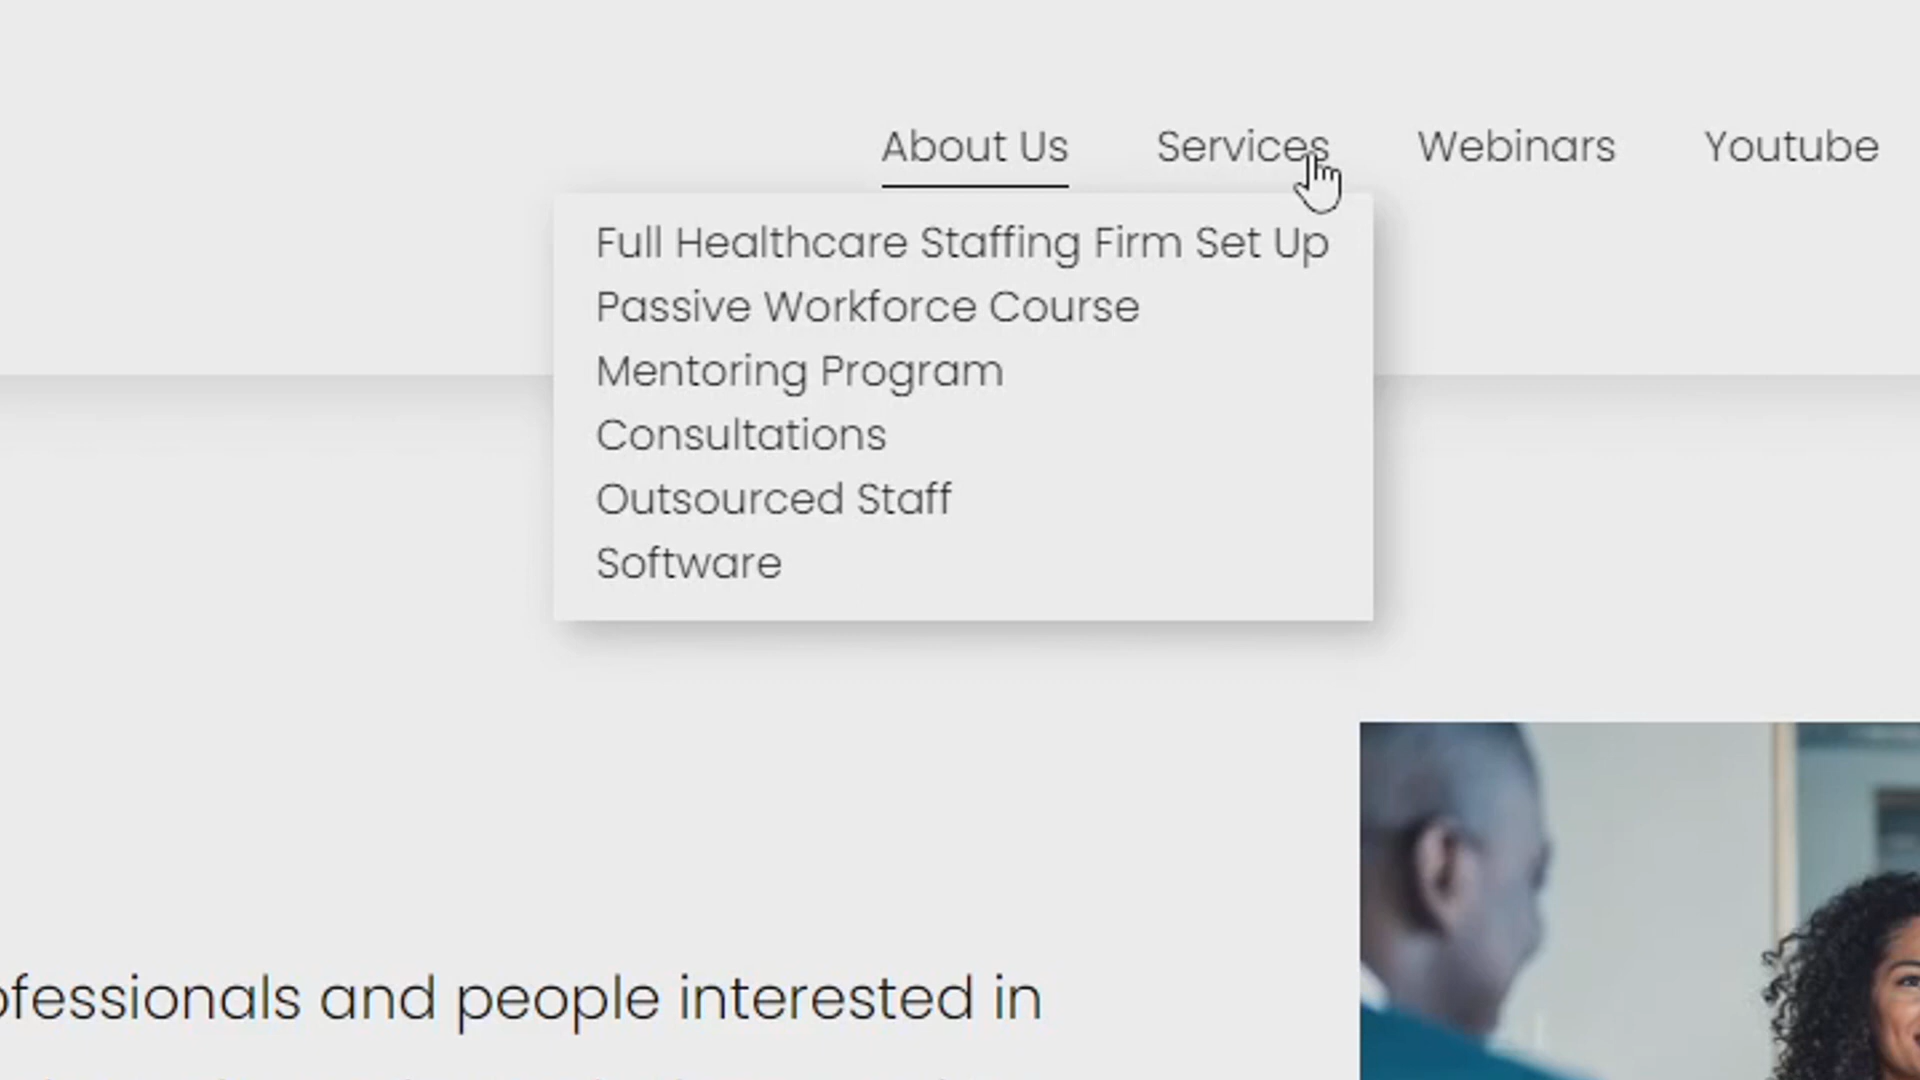 About Us Services Webinars Youtube
Full Healthcare Staffing Firm Set Up
Passive Workforce Course
Mentoring Program
Consultations
Outsourced Staff
Software
ofessionals and people interested in